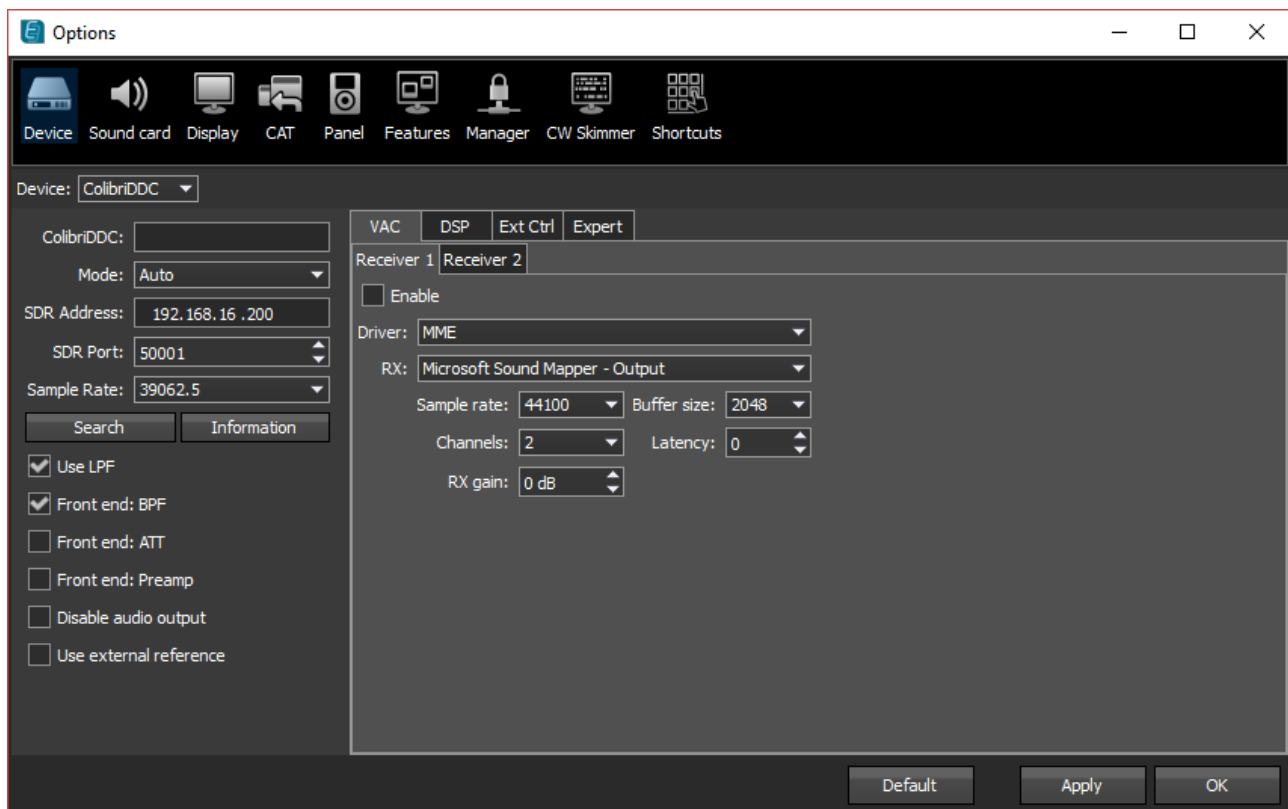 Options
Device Sound card Display CAT Panel Features Manager CW Skimmer Shortcuts
Device: ColibriDDC
ColibriDDC:
Mode: Auto
SDR Address: 192.168.16 .200
SDR Port: 50001
Sample Rate: 39062.5
Search Information
Use LPF
Front end: BPF
Front end: ATT
Front end: Preamp
Disable audio output
Use external reference
VAC DSP Ext Ctrl Expert
Receiver 1 Receiver 2
Enable
Driver: MME
RX: Microsoft Sound Mapper - Output
Sample rate: 44100 Buffer size: 2048
Channels: 2 Latency: 0
RX gain: 0 dB
Default Apply OK